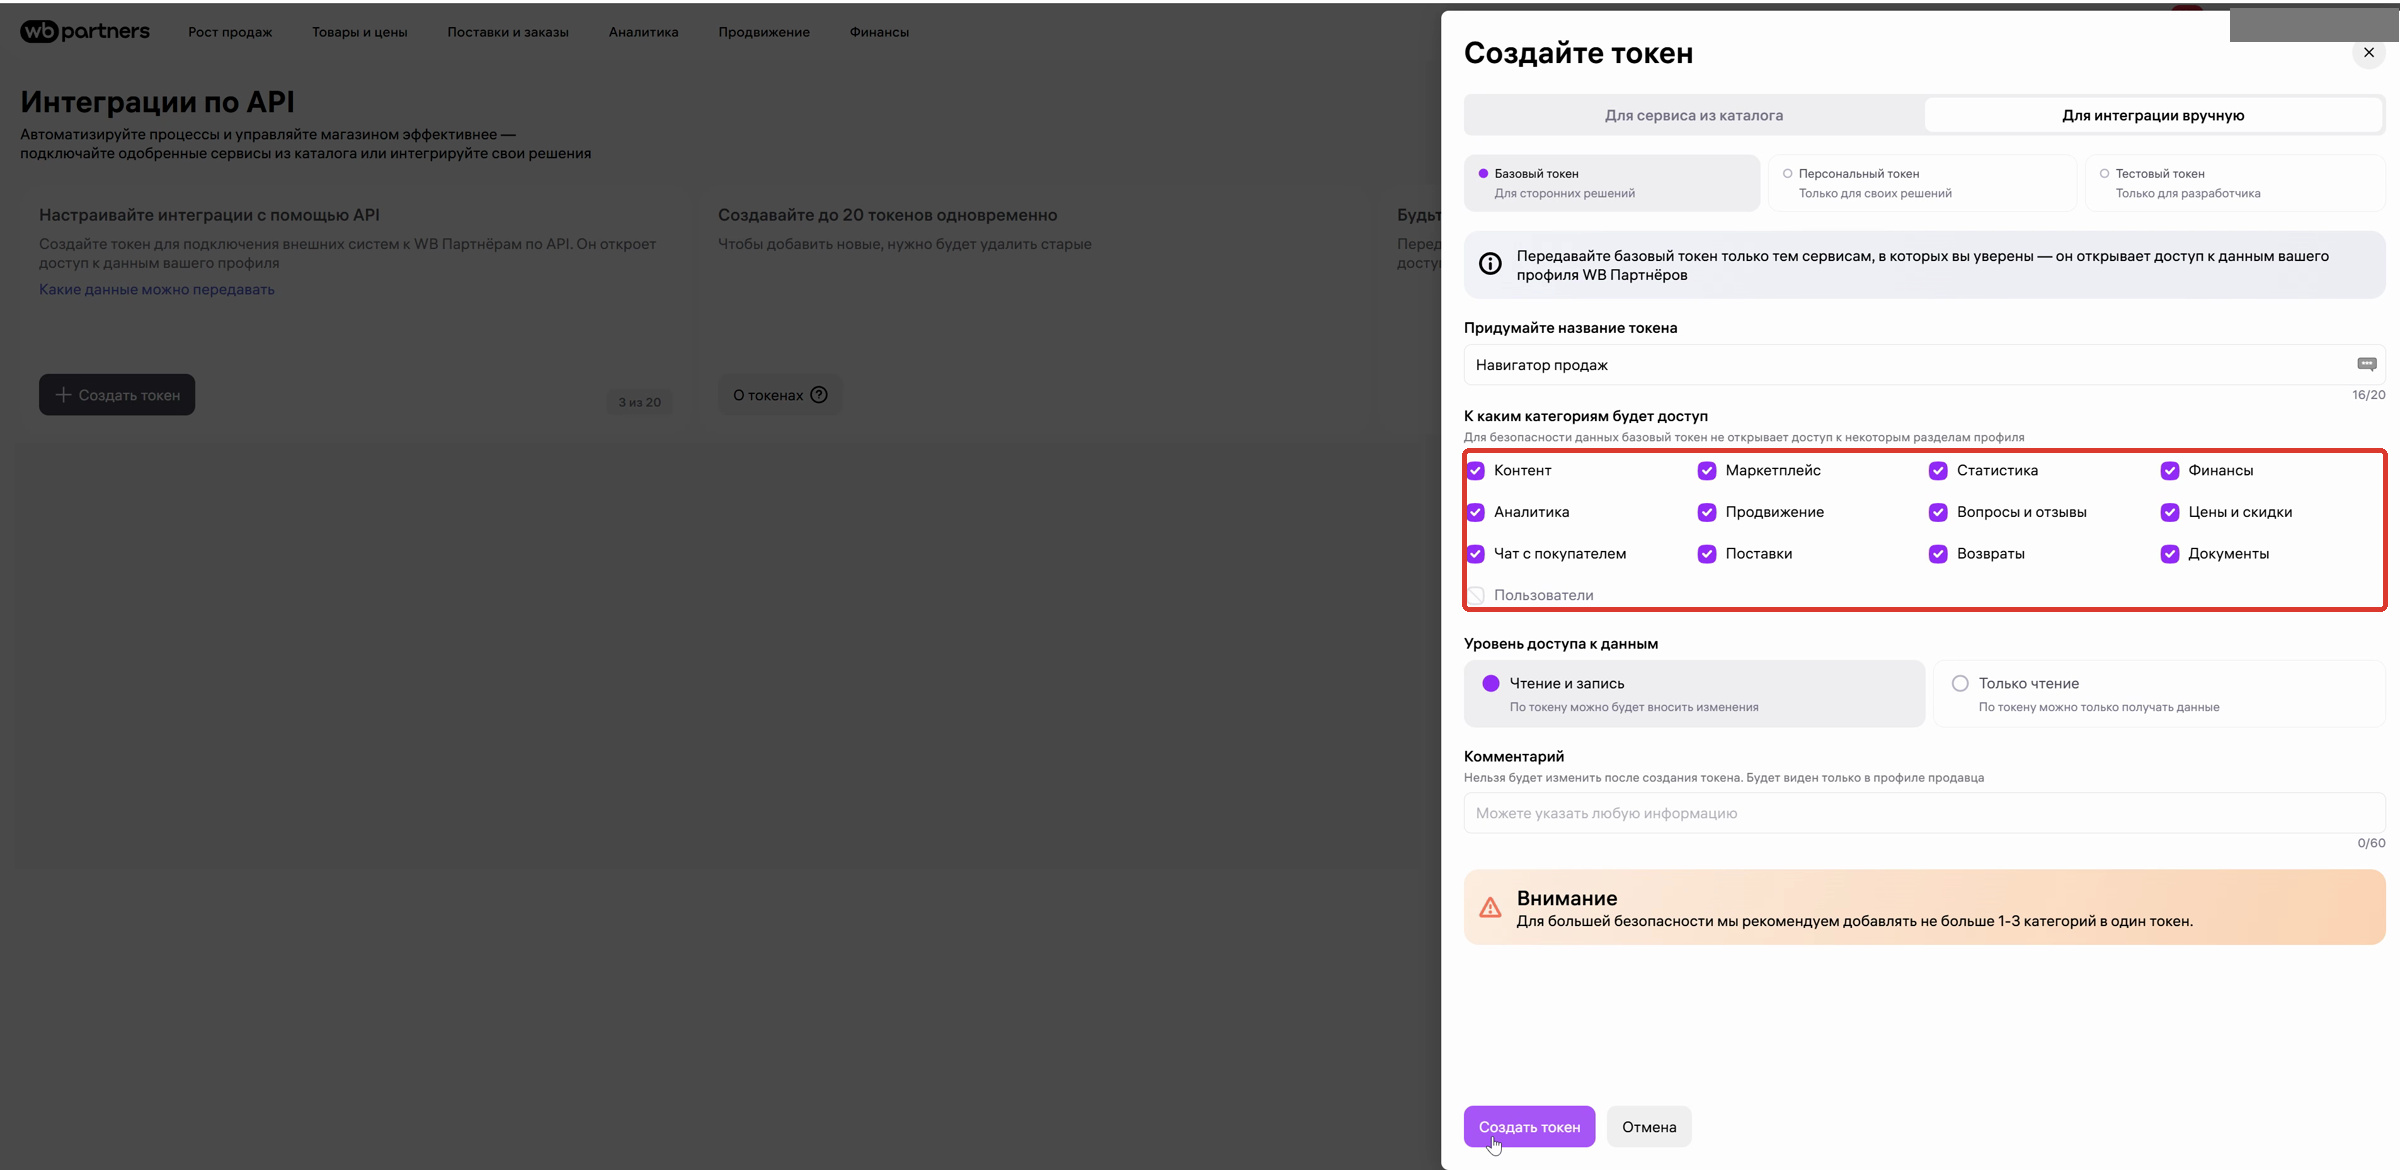 wb partners
Рост продаж
Товары и цены
Поставки и заказы
Аналитика
Продвижение
Финансы
Интеграции по API
Автоматизируйте процессы и управляйте магазином эффективнее —
подключайте одобренные сервисы из каталога или интегрируйте свои решения
Настраивайте интеграции с помощью API
Создайте токен для подключения внешних систем к WB Партнёрам по API. Он откроет
доступ к данным вашего профиля
Какие данные можно передавать
Создать токен
3 из 20
Создавайте до 20 токенов одновременно
Чтобы добавить новые, нужно будет удалить старые
О токенах
Создайте токен
Для сервиса из каталога
Для интеграции вручную
Базовый токен
Для сторонних решений
Персональный токен
Только для своих решений
Тестовый токен
Только для разработчика
Передавайте базовый токен только тем сервисам, в которых вы уверены — он открывает доступ к данным вашего
профиля WB Партнёров
Придумайте название токена
Навигатор продаж
16/20
К каким категориям будет доступ
Для безопасности данных базовый токен не открывает доступ к некоторым разделам профиля
Контент
Маркетплейс
Статистика
Финансы
Аналитика
Продвижение
Вопросы и отзывы
Цены и скидки
Чат с покупателем
Поставки
Возвраты
Документы
Пользователи
Уровень доступа к данным
Чтение и запись
По токену можно будет вносить изменения
Только чтение
По токену можно только получать данные
Комментарий
Нельзя будет изменить после создания токена. Будет виден только в профиле продавца
Можете указать любую информацию
0/60
Внимание
Для большей безопасности мы рекомендуем добавлять не больше 1-3 категорий в один токен.
Создать токен
Отмена